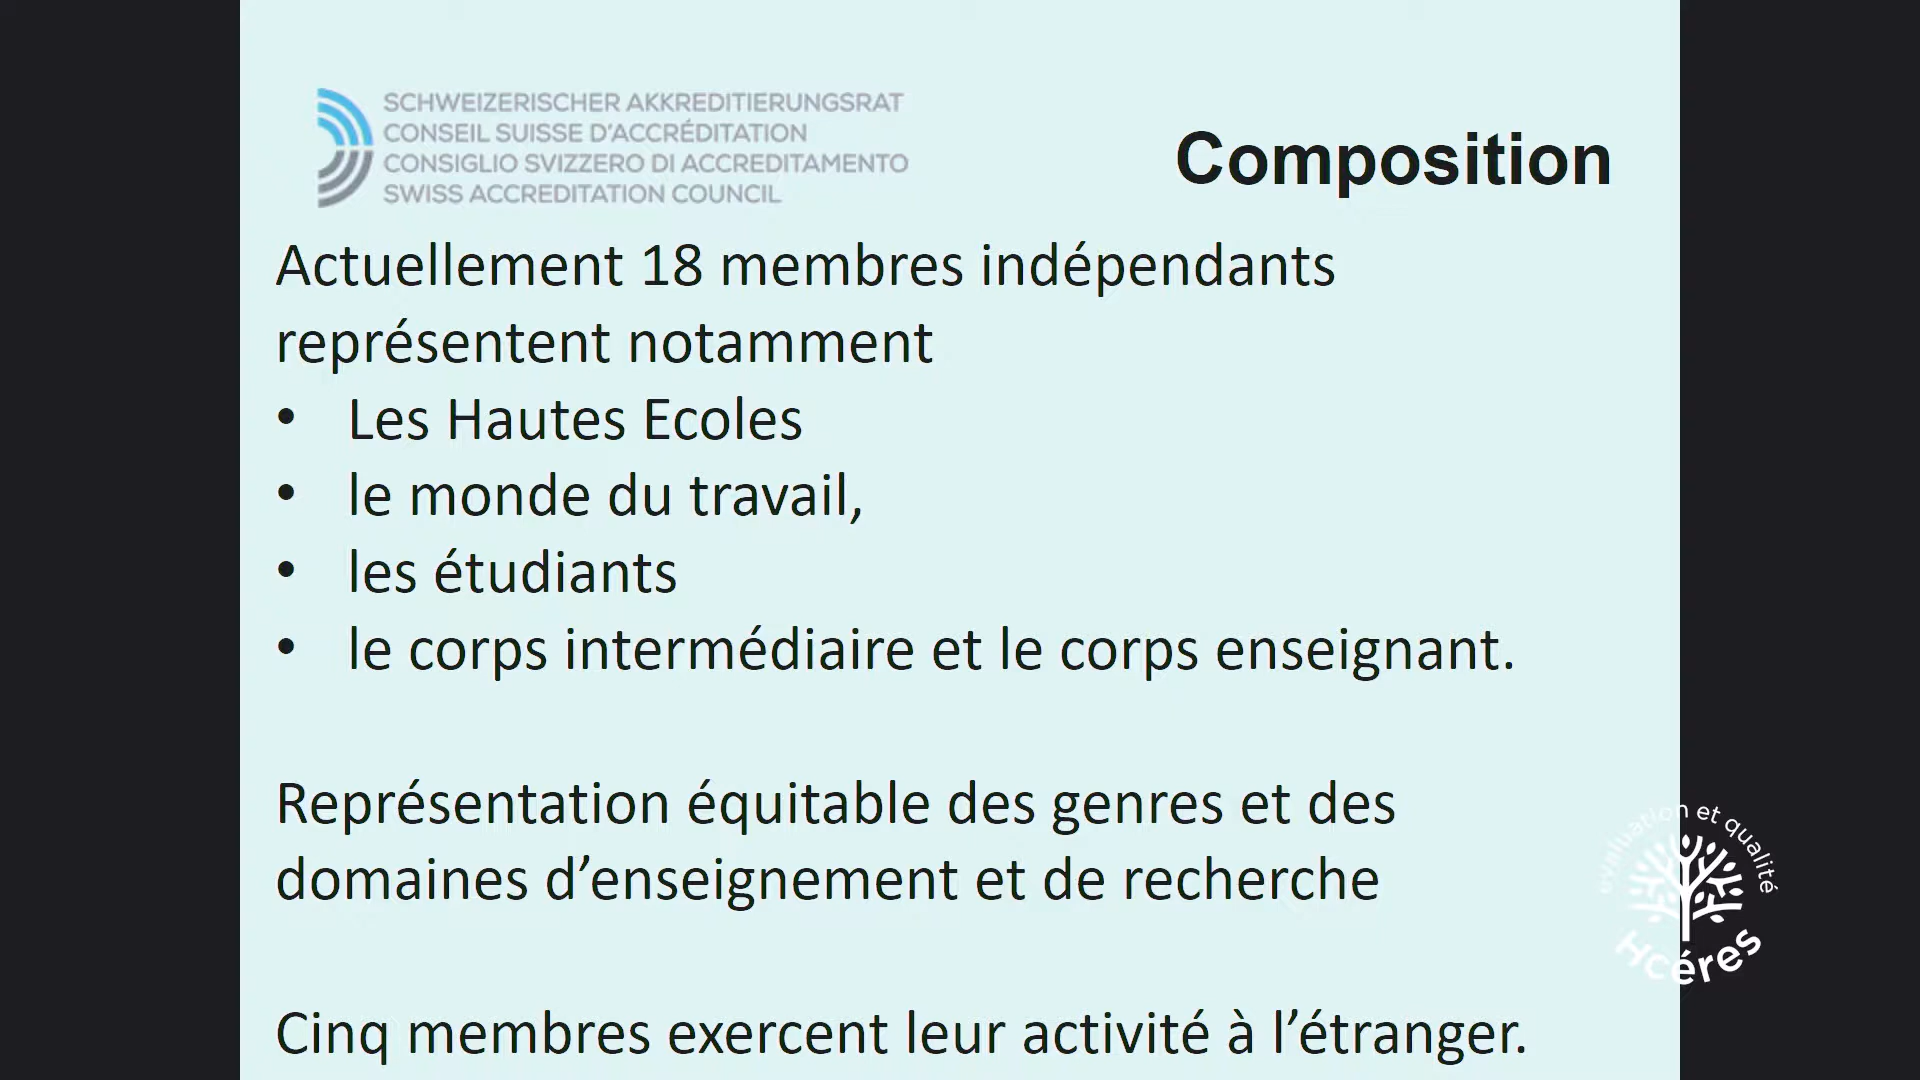 SCHWEIZERISCHER AKKREDITIERUNGSRAT
CONSEIL SUISSE D'ACCRÉDITATION
CONSIGLIO SVIZZERO DI ACCREDITAMENTO
SWISS ACCREDITATION COUNCIL
Composition
Actuellement 18 membres indépendants
représentent notamment
• Les Hautes Ecoles
• le monde du travail,
• les étudiants
• le corps intermédiaire et le corps enseignant.
Représentation équitable des genres et des
domaines d’enseignement et de recherche
Cinq membres exercent leur activité à l’étranger.
évaluation et qualité
Hcéres